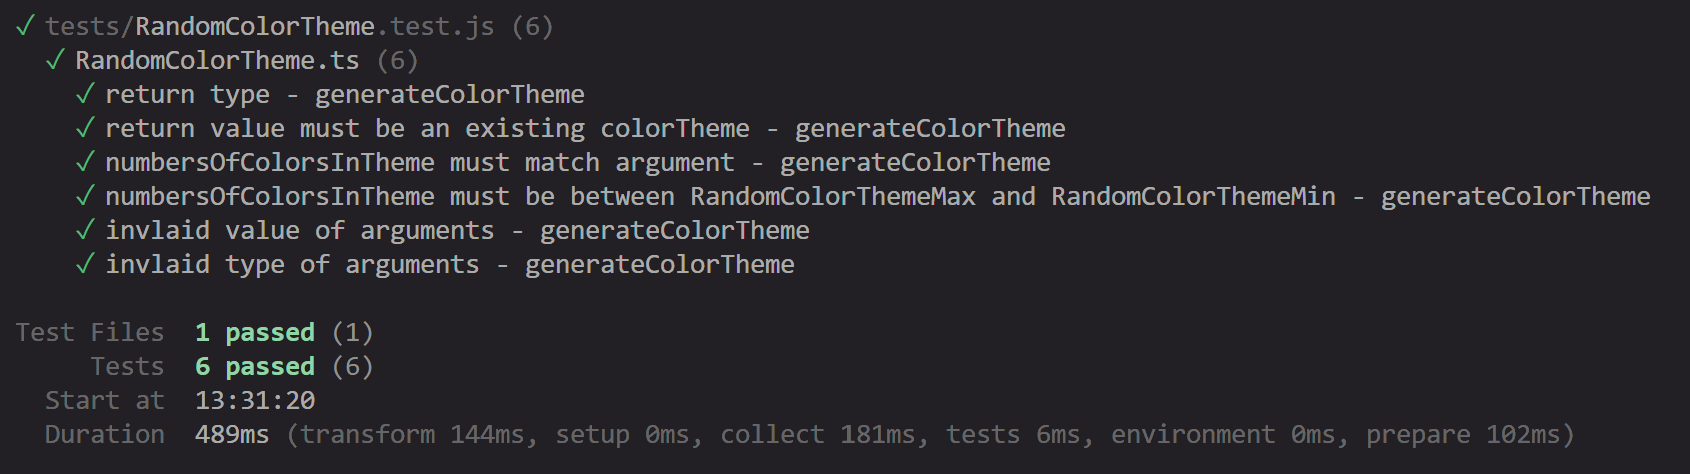 ✓ tests/RandomColorTheme.test.js (6)
✓ RandomColorTheme.ts (6)
✓ return type - generateColorTheme
✓ return value must be an existing colorTheme - generateColorTheme
✓ numbersOfColorsInTheme must match argument - generateColorTheme
✓ numbersOfColorsInTheme must be between RandomColorThemeMax and RandomColorThemeMin - generateColorTheme
✓ invlaid value of arguments - generateColorTheme
✓ invlaid type of arguments - generateColorTheme
Test Files 1 passed (1)
Tests 6 passed (6)
Start at 13:31:20
Duration 489ms (transform 144ms, setup 0ms, collect 181ms, tests 6ms, environment 0ms, prepare 102ms)